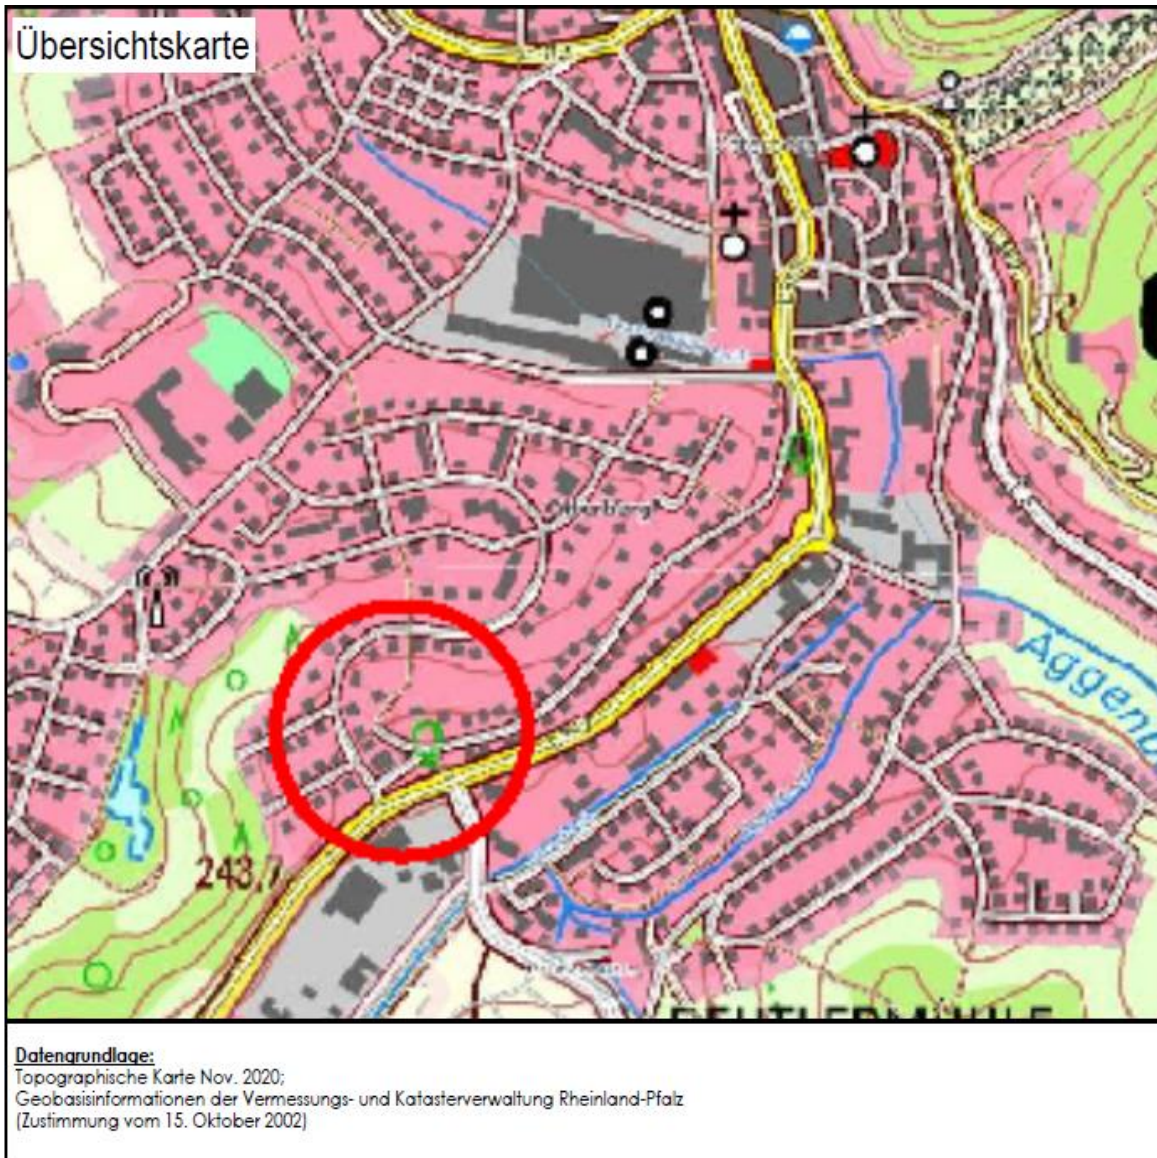 Übersichtskarte
243,7
Aggenb
Datengrundlage:
Topographische Karte Nov. 2020;
Geobasisinformationen der Vermessungs- und Katasterverwaltung Rheinland-Pfalz
(Zustimmung vom 15. Oktober 2002)